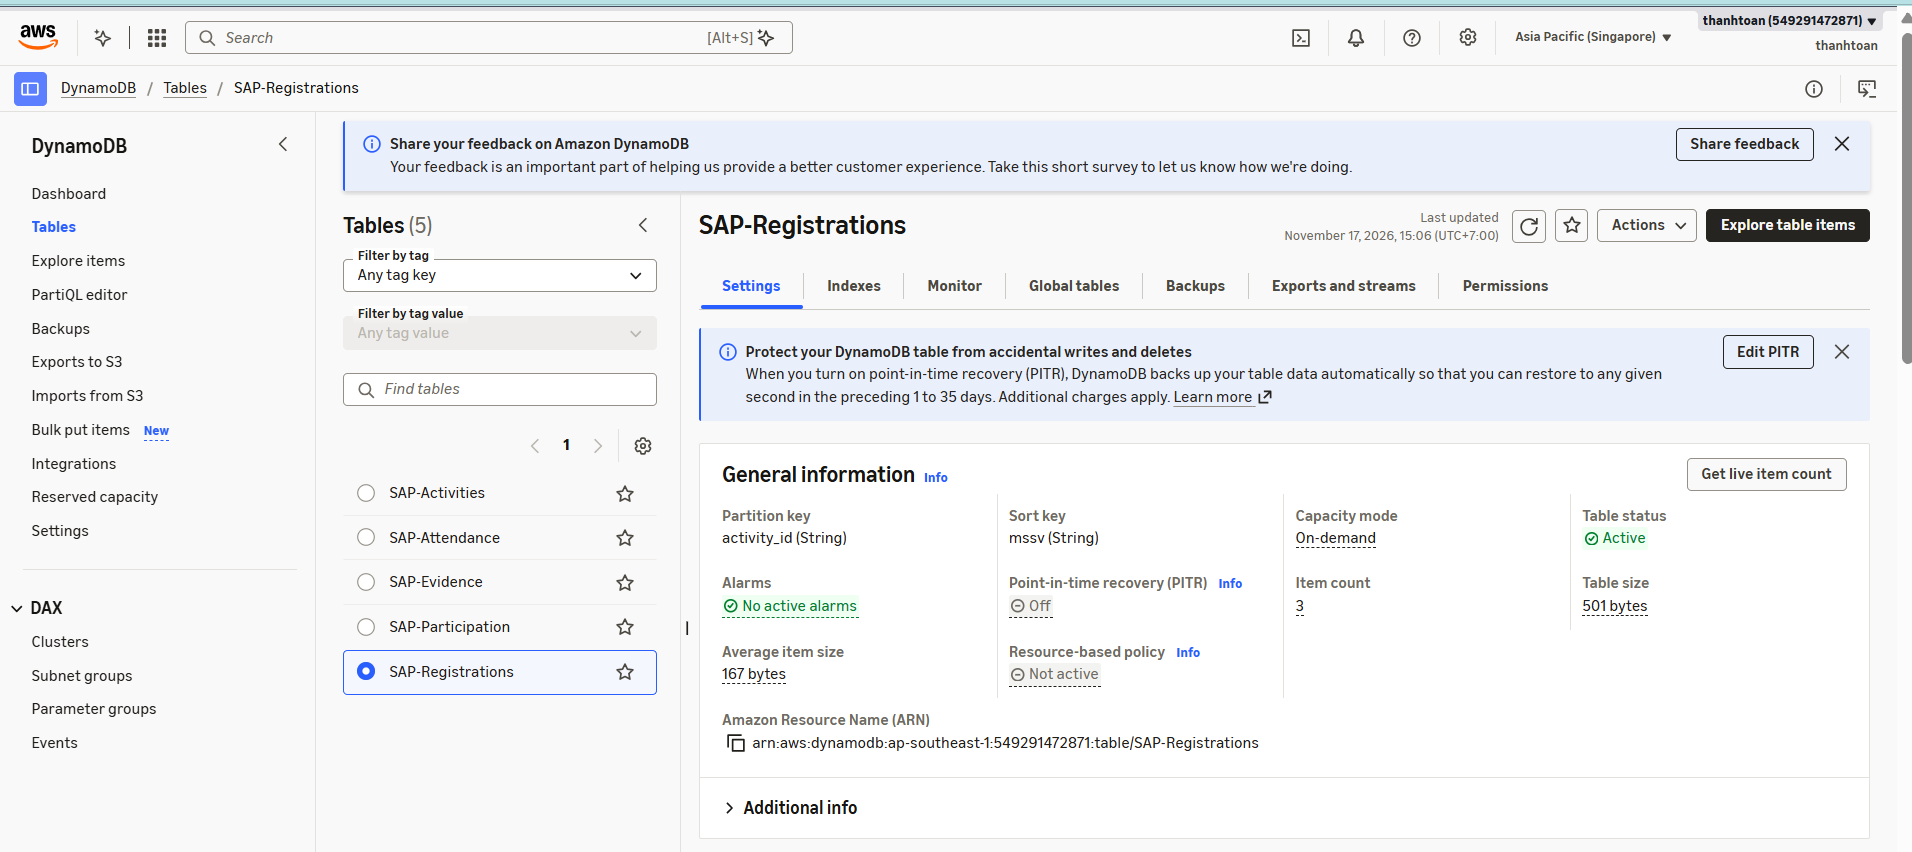 aws
Search
[Alt+S]
Asia Pacific (Singapore)
thanhtoan (549291472871)
thanhtoan
DynamoDB / Tables / SAP-Registrations
DynamoDB
Dashboard
Tables
Explore items
PartiQL editor
Backups
Exports to S3
Imports from S3
Bulk put items New
Integrations
Reserved capacity
Settings
DAX
Clusters
Subnet groups
Parameter groups
Events
Share your feedback on Amazon DynamoDB
Your feedback is an important part of helping us provide a better customer experience. Take this short survey to let us know how we're doing.
Share feedback
Tables (5)
Filter by tag
Any tag key
Filter by tag value
Any tag value
Find tables
1
SAP-Activities
SAP-Attendance
SAP-Evidence
SAP-Participation
SAP-Registrations
SAP-Registrations
Last updated
November 17, 2026, 15:06 (UTC+7:00)
Actions
Explore table items
Settings
Indexes
Monitor
Global tables
Backups
Exports and streams
Permissions
Protect your DynamoDB table from accidental writes and deletes
When you turn on point-in-time recovery (PITR), DynamoDB backs up your table data automatically so that you can restore to any given
second in the preceding 1 to 35 days. Additional charges apply. Learn more
Edit PITR
General information Info
Get live item count
Partition key
activity_id (String)
Sort key
mssv (String)
Capacity mode
On-demand
Table status
Active
Alarms
No active alarms
Point-in-time recovery (PITR) Info
Off
Item count
3
Table size
501 bytes
Average item size
167 bytes
Resource-based policy Info
Not active
Amazon Resource Name (ARN)
arn:aws:dynamodb:ap-southeast-1:549291472871:table/SAP-Registrations
Additional info